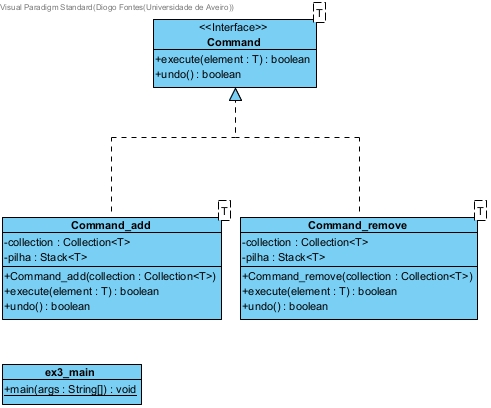 Visual Paradigm Standard(Diogo Fontes(Universidade de Aveiro))
T
<<Interface>>
Command
+execute(element : T) : boolean
+undo() : boolean
T
Command_add
-collection : Collection<T>
-pilha : Stack<T>
+Command_add(collection : Collection<T>)
+execute(element : T) : boolean
+undo() : boolean
T
Command_remove
-collection : Collection<T>
-pilha : Stack<T>
+Command_remove(collection : Collection<T>)
+execute(element : T) : boolean
+undo() : boolean
ex3_main
+main(args : String[]) : void